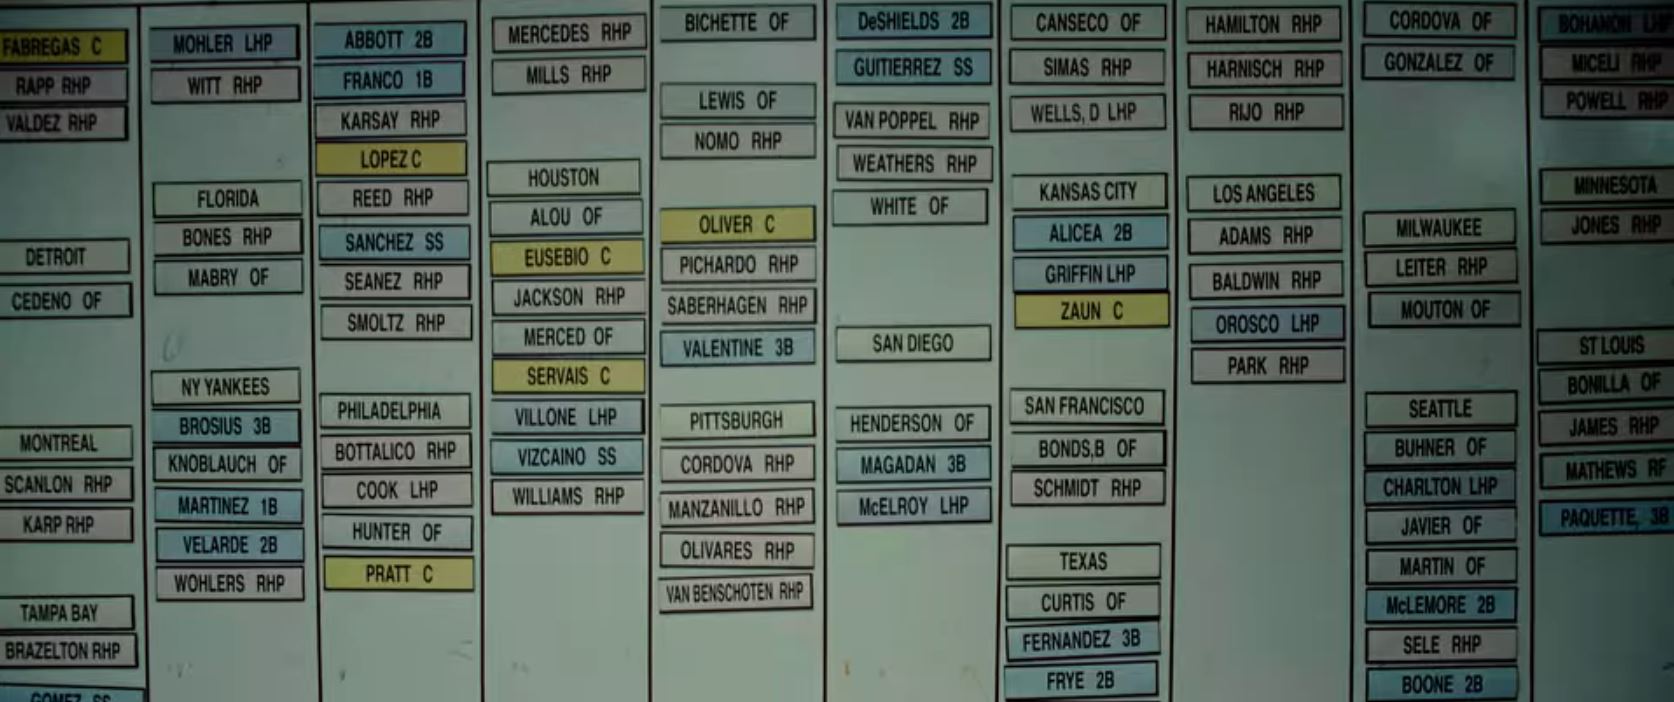 FABREGAS C
RAPP RHP
VALDEZ RHP
DETROIT
CEDENO OF
MONTREAL
SCANLON RHP
KARP RHP
TAMPA BAY
BRAZELTON RHP
GOMEZ SS
MOHLER LHP
WITT RHP
FLORIDA
BONES RHP
MABRY OF
NY YANKEES
BROSIUS 3B
KNOBLAUCH OF
MARTINEZ 1B
VELARDE 2B
WOHLERS RHP
ABBOTT 2B
FRANCO 1B
KARSAY RHP
LOPEZ C
REED RHP
SANCHEZ SS
SEANEZ RHP
SMOLTZ RHP
PHILADELPHIA
BOTTALICO RHP
COOK LHP
HUNTER OF
PRATT C
MERCEDES RHP
MILLS RHP
HOUSTON
ALOU OF
EUSEBIO C
JACKSON RHP
MERCED OF
SERVAIS C
VILLONE LHP
VIZCAINO SS
WILLIAMS RHP
BICHETTE OF
LEWIS OF
NOMO RHP
OLIVER C
PICHARDO RHP
SABERHAGEN RHP
VALENTINE 3B
PITTSBURGH
CORDOVA RHP
MANZANILLO RHP
OLIVARES RHP
VAN BENSCHOTEN RHP
DeSHIELDS 2B
GUITIERREZ SS
VAN POPPEL RHP
WEATHERS RHP
WHITE OF
SAN DIEGO
HENDERSON OF
MAGADAN 3B
McELROY LHP
CANSECO OF
SIMAS RHP
WELLS, D LHP
KANSAS CITY
ALICEA 2B
GRIFFIN LHP
ZAUN C
SAN FRANCISCO
BONDS,B OF
SCHMIDT RHP
TEXAS
CURTIS OF
FERNANDEZ 3B
FRYE 2B
HAMILTON RHP
HARNISCH RHP
RIJO RHP
LOS ANGELES
ADAMS RHP
BALDWIN RHP
OROSCO LHP
PARK RHP
CORDOVA OF
GONZALEZ OF
MILWAUKEE
LEITER RHP
MOUTON OF
SEATTLE
BUHNER OF
CHARLTON LHP
JAVIER OF
MARTIN OF
McLEMORE 2B
SELE RHP
BOONE 2B
BOHANON LHP
MICELI RHP
POWELL RHP
MINNESOTA
JONES RHP
ST LOUIS
BONILLA OF
JAMES RHP
MATHEWS RF
PAQUETTE, 3B